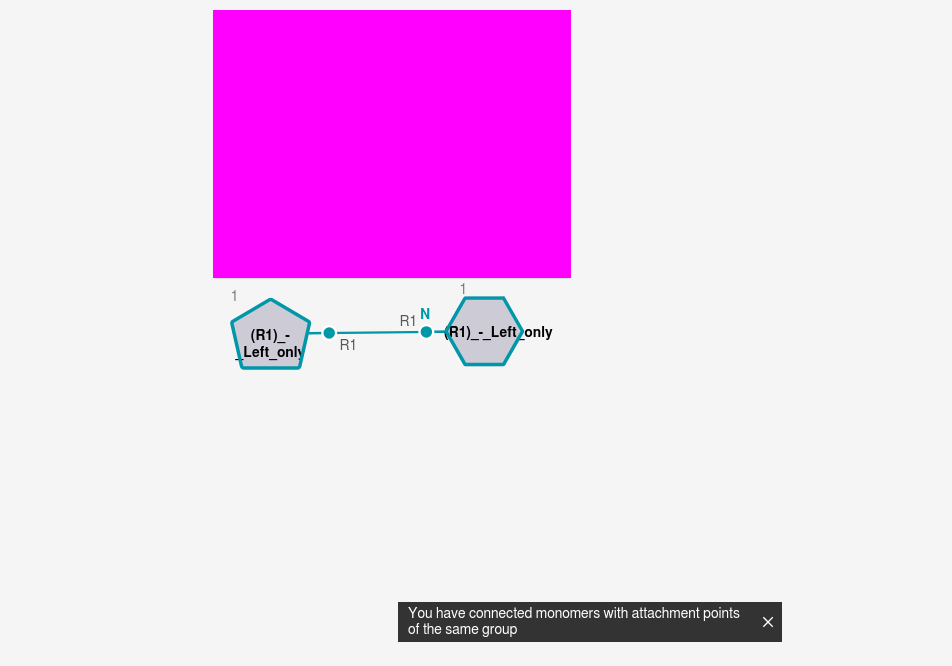 1
1
(R1)_-
_Left_only
R1
R1
N
(R1)_-_Left_only
You have connected monomers with attachment points
of the same group